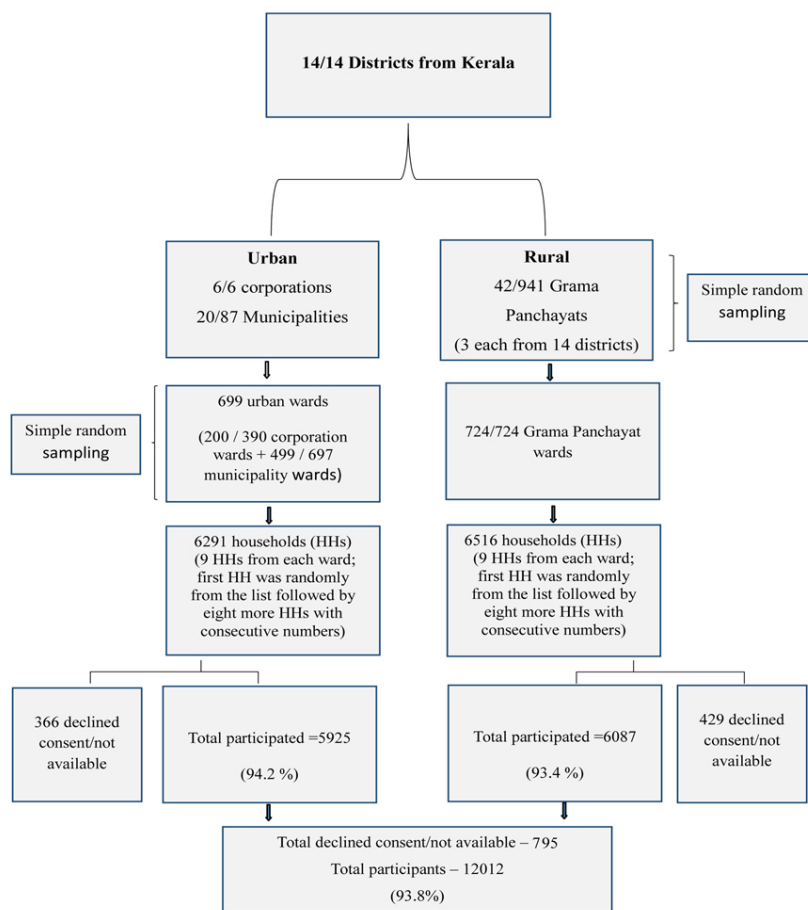 14/14 Districts from Kerala
Urban
6/6 corporations
20/87 Municipalities
Rural
42/941 Grama
Panchayats
(3 each from 14 districts)
Simple random
sampling
Simple random
sampling
699 urban wards
(200 / 390 corporation
wards + 499 / 697
municipality wards)
724/724 Grama Panchayat
wards
6291 households (HHs)
(9 HHs from each ward;
first HH was randomly
from the list followed by
eight more HHs with
consecutive numbers)
6516 households (HHs)
(9 HHs from each ward;
first HH was randomly
from the list followed by
eight more HHs with
consecutive numbers)
366 declined
consent/not
available
Total participated =5925
(94.2 %)
Total participated =6087
(93.4 %)
429 declined
consent/not
available
Total declined consent/not available – 795
Total participants – 12012
(93.8%)